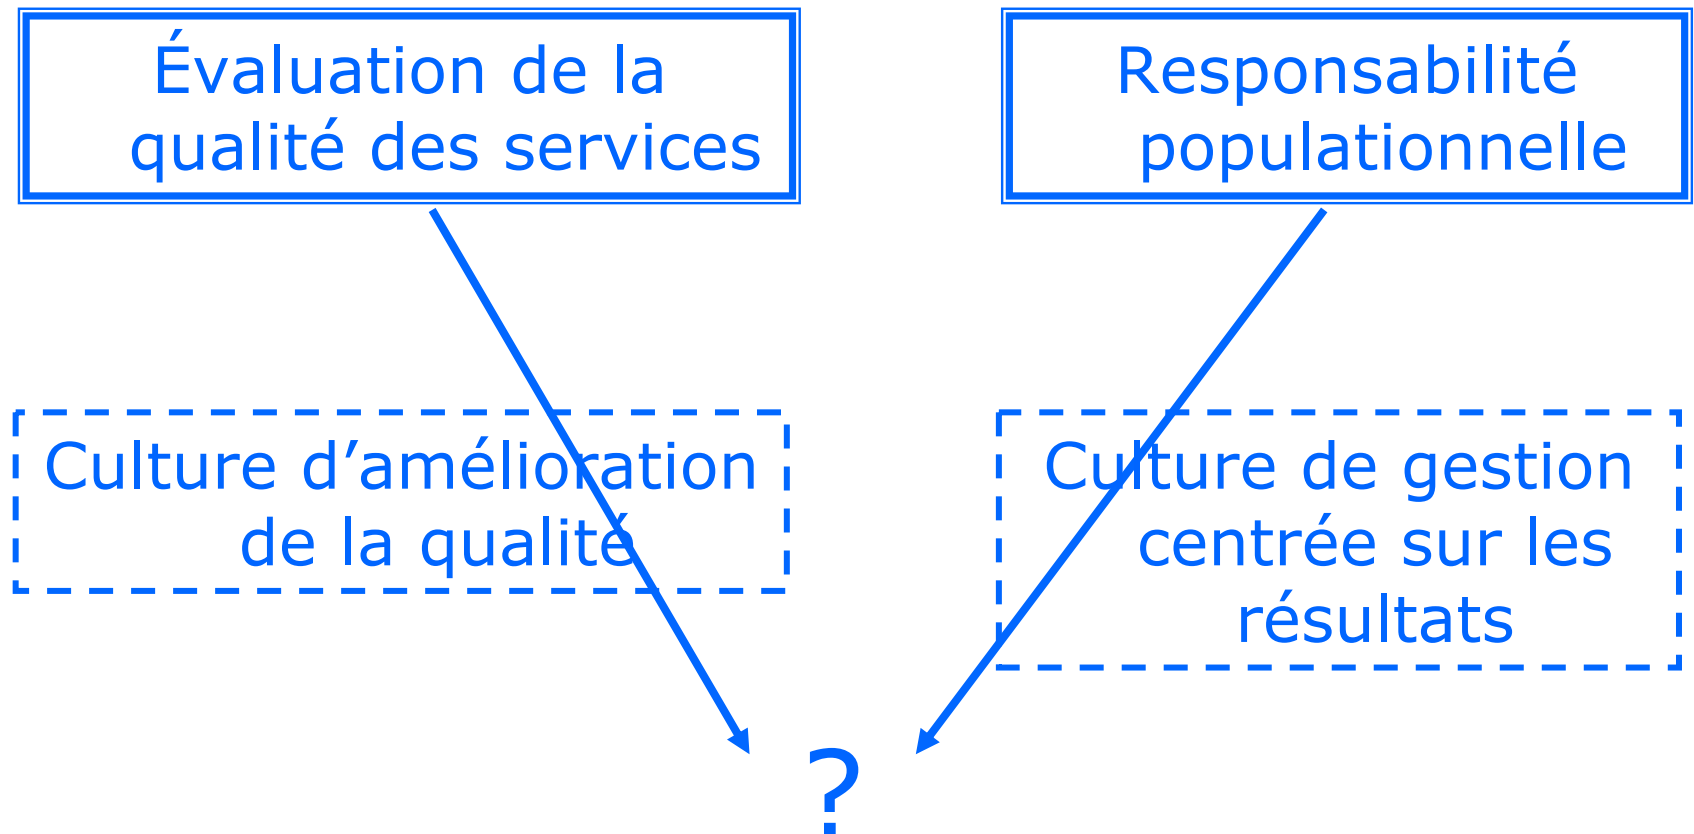 Évaluation de la
qualité des services
Responsabilité
populationnelle
Culture d’amélioration
de la qualité
Culture de gestion
centrée sur les
résultats
?